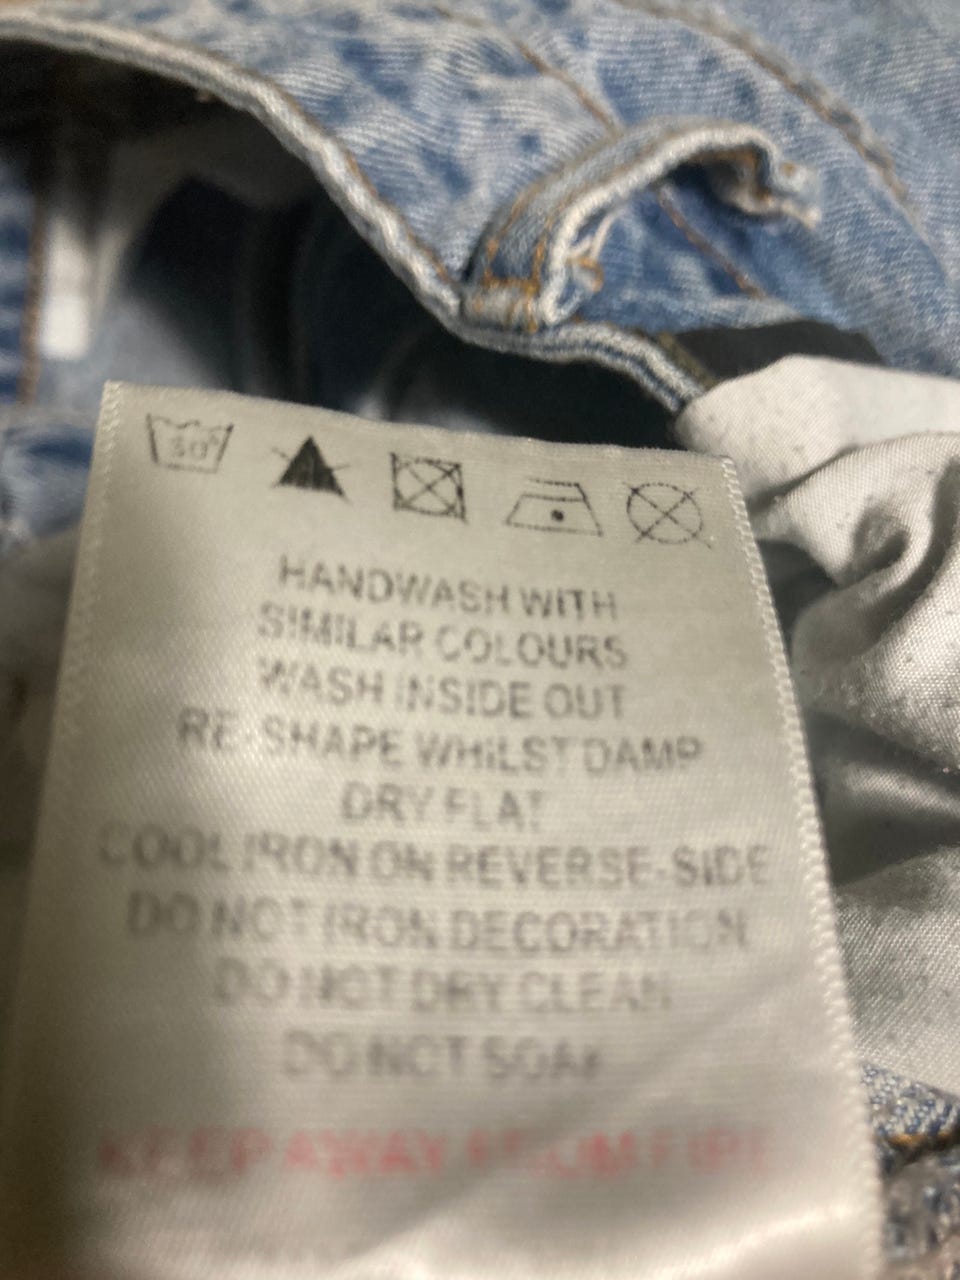 30°
HANDWASH WITH
SIMILAR COLOURS
WASH INSIDE OUT
RE-SHAPE WHILST DAMP
DRY FLAT
COOL IRON ON REVERSE-SIDE
DO NOT IRON DECORATION
DO NOT DRY CLEAN
DO NOT SOAK
KEEP AWAY FROM FIRE